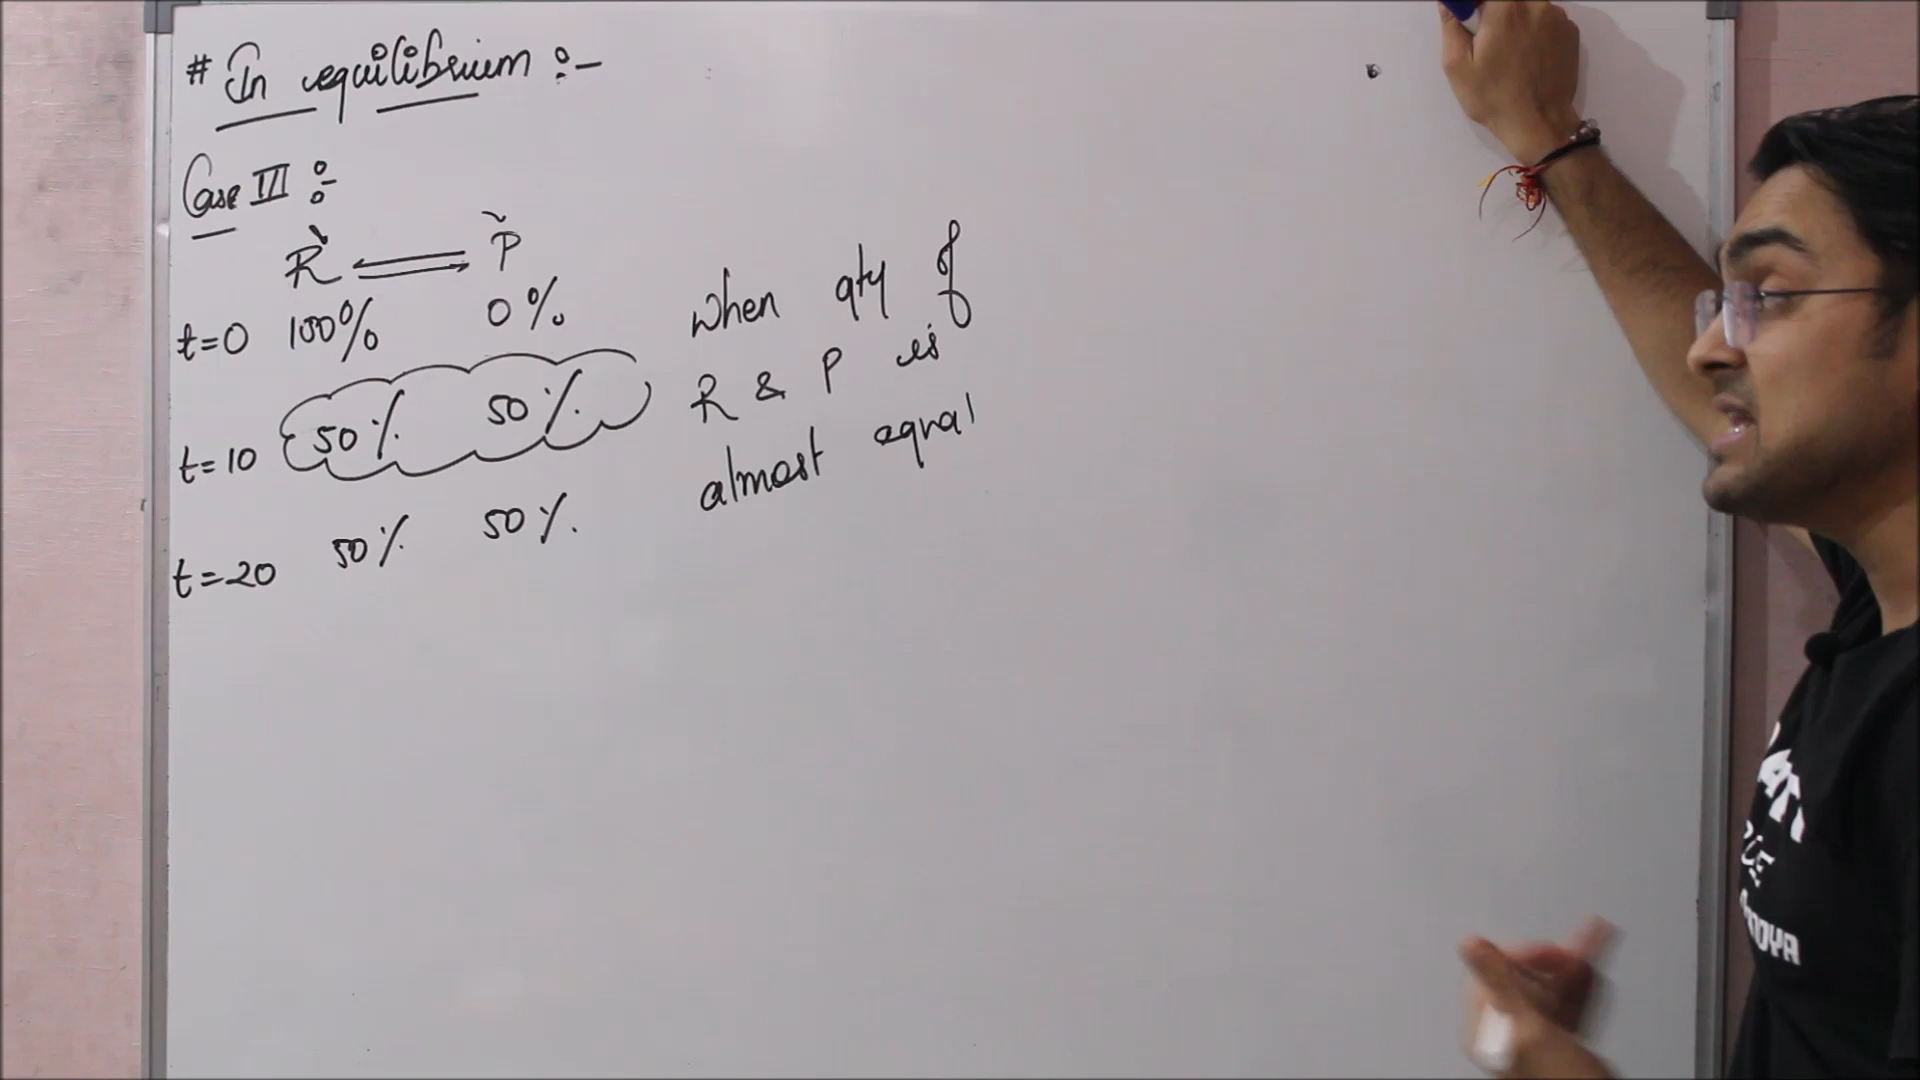 # In equilibrium :-
Case III :-
R ⇌ P
t=0 100% 0%
t=10 50% 50%
t=20 50% 50%
when qty of
R & P is
almost equal